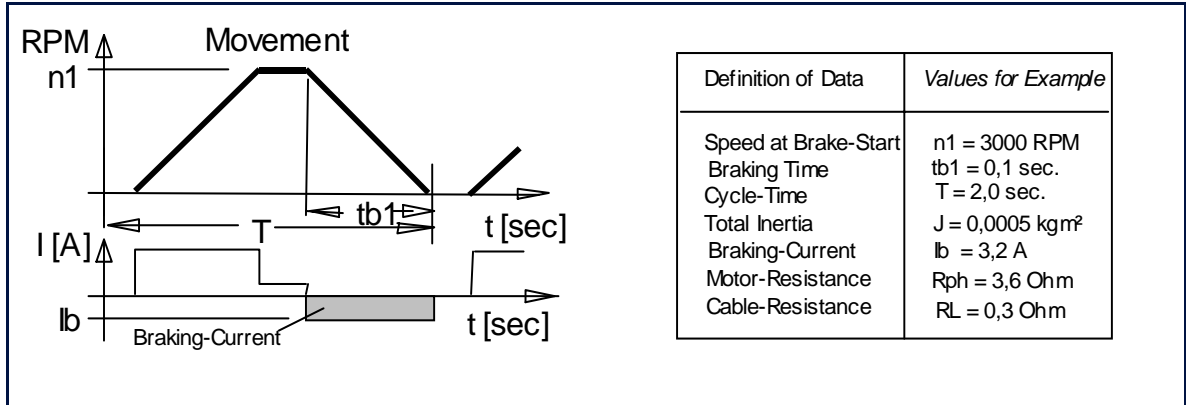 RPM
Movement
n1
tb1
T
t [sec]
I [A]
Ib
t [sec]
Braking-Current
Definition of Data Values for Example
Speed at Brake-Start n1 = 3000 RPM
Braking Time tb1 = 0,1 sec.
Cycle-Time T = 2,0 sec.
Total Inertia J = 0,0005 kgm²
Braking-Current Ib = 3,2 A
Motor-Resistance Rph = 3,6 Ohm
Cable-Resistance RL = 0,3 Ohm